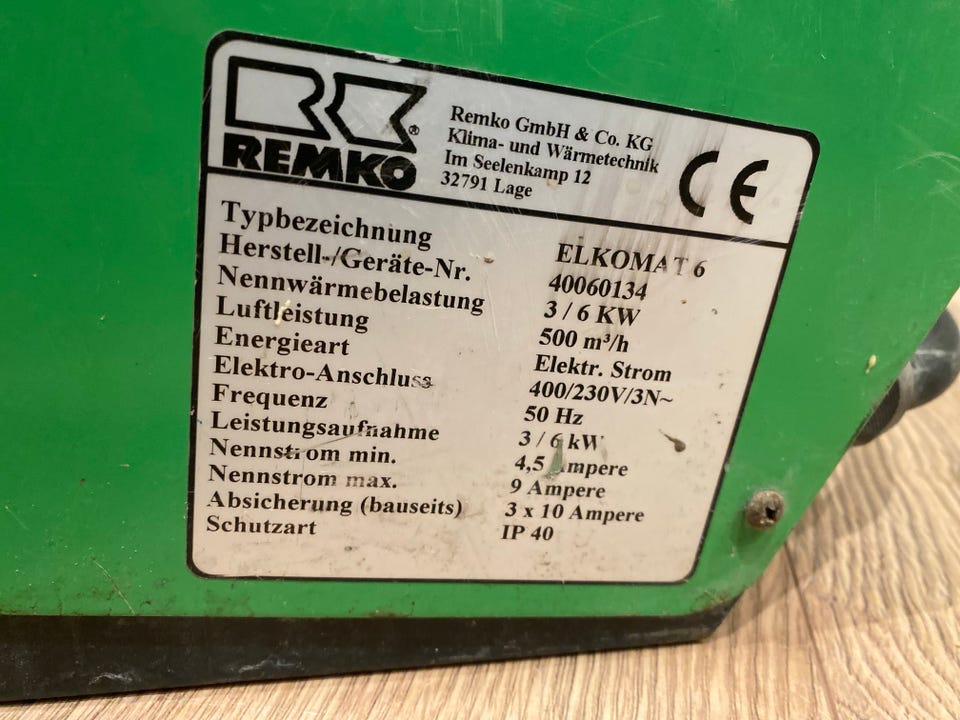 REMKO
Remko GmbH & Co. KG
Klima- und Wärmetechnik
Im Seelenkamp 12
32791 Lage
CE
Typbezeichnung ELKOMAT 6
Herstell-/Geräte-Nr. 40060134
Nennwärmebelastung 3 / 6 KW
Luftleistung 500 m³/h
Energieart Elektr. Strom
Elektro-Anschluss 400/230V/3N~
Frequenz 50 Hz
Leistungsaufnahme 3 / 6 kW
Nennstrom min. 4,5 Ampere
Nennstrom max. 9 Ampere
Absicherung (bauseits) 3 x 10 Ampere
Schutzart IP 40